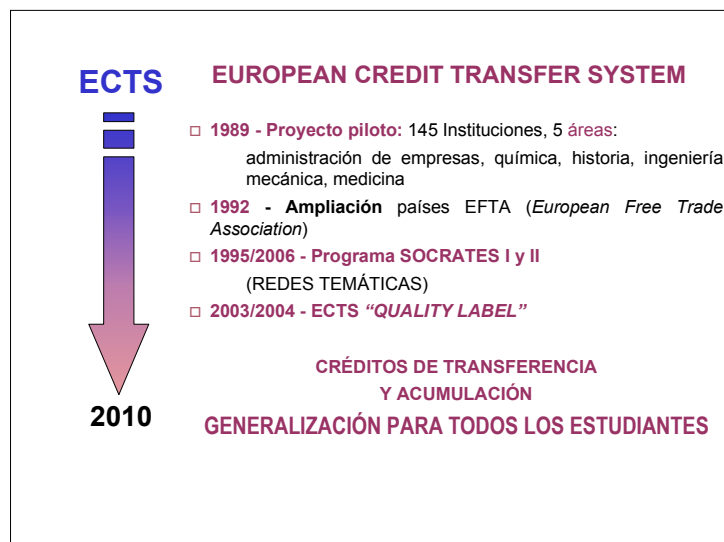 ECTS
EUROPEAN CREDIT TRANSFER SYSTEM
1989 - Proyecto piloto: 145 Instituciones, 5 áreas:
administración de empresas, química, historia, ingeniería
mecánica, medicina
1992 - Ampliación países EFTA (European Free Trade
Association)
1995/2006 - Programa SOCRATES I y II
(REDES TEMÁTICAS)
2003/2004 - ECTS “QUALITY LABEL”
CRÉDITOS DE TRANSFERENCIA
Y ACUMULACIÓN
2010
GENERALIZACIÓN PARA TODOS LOS ESTUDIANTES